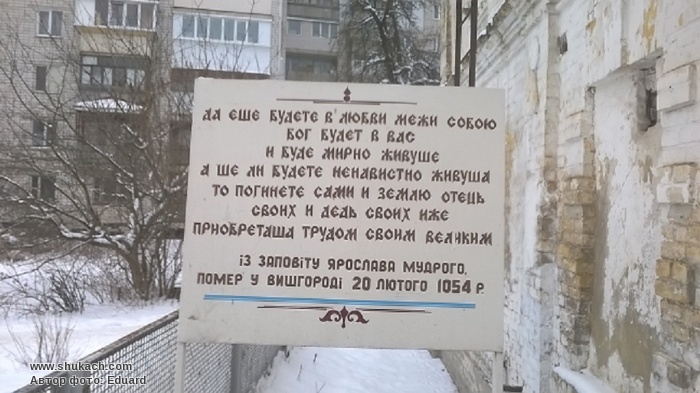 ДА ЄШЕ БУДЕТЕ В ЛЮБВИ МЕЖИ СОБОЮ
БОГ БУДЕТ В ВАС
И БУДЕ МИРНО ЖИВУШЕ
А ШЕ ЛИ БУДЕТЕ НЕНАВИСТНО ЖИВУША
ТО ПОГИНЕТЕ САМИ И ЗЕМЛЮ ОТЕЦЬ
СВОИХ И ДЕДЬ СВОИХ ИЖЕ
ПРИОБРЕТАША ТРУДОМ СВОИМ ВЕЛИКИМ
ІЗ ЗАПОВІТУ ЯРОСЛАВА МУДРОГО,
ПОМЕР У ВИШГОРОДІ 20 ЛЮТОГО 1054 Р.
www.shukach.com
Автор фото: Eduard